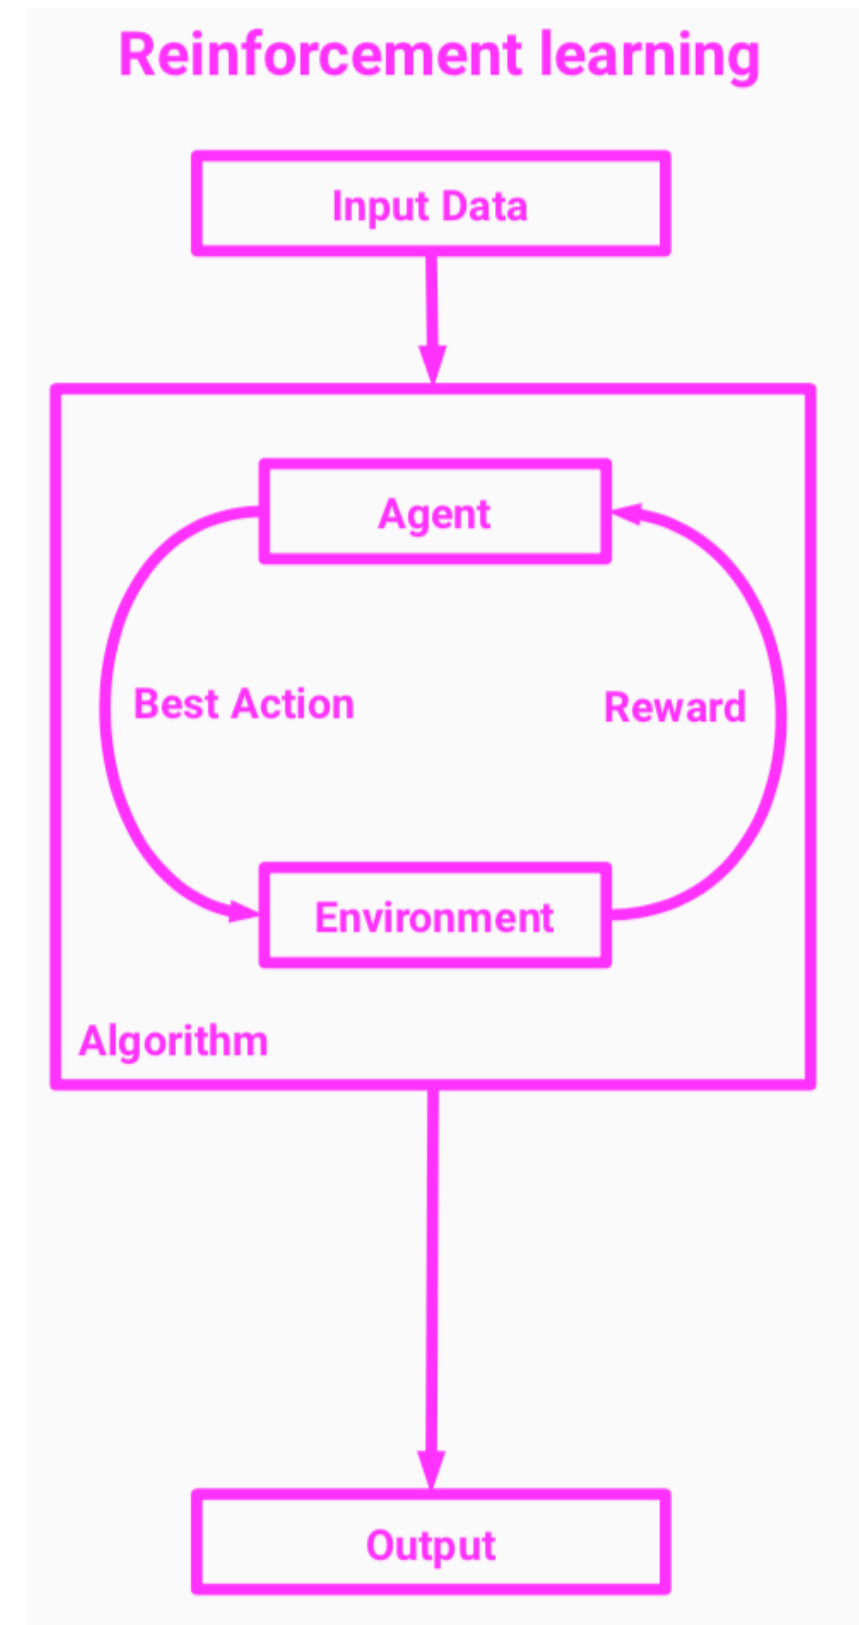 Reinforcement learning
Input Data
Agent
Best Action
Reward
Environment
Algorithm
Output